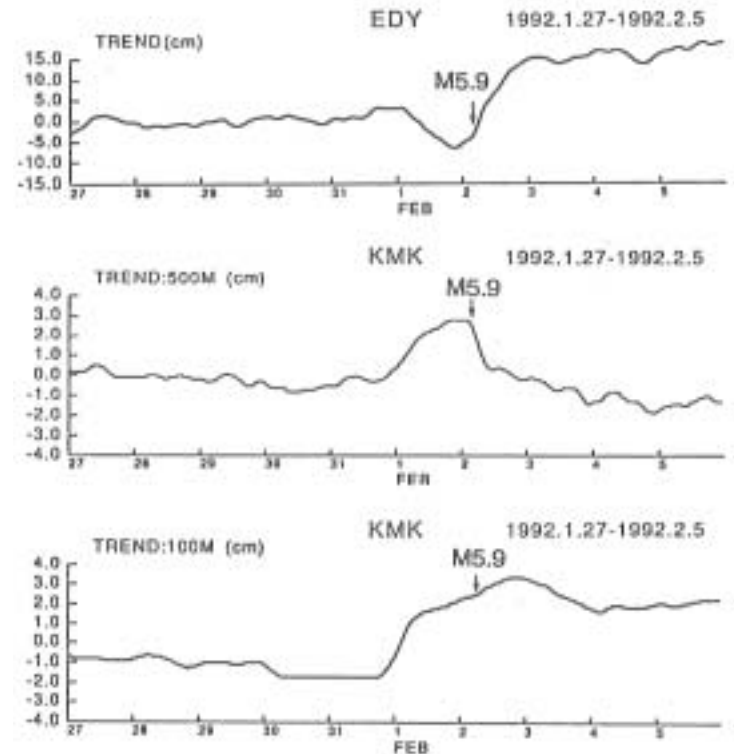 EDY 1992.1.27-1992.2.5
TREND(cm)
15.0
10.0
5.0
0.0
-5.0
-10.0
-15.0
M5.9
27 28 29 30 31 1 2 3 4 5
FEB
KMK 1992.1.27-1992.2.5
TREND:500M (cm)
4.0
3.0
2.0
1.0
0.0
-1.0
-2.0
-3.0
-4.0
M5.9
27 28 29 30 31 1 2 3 4 5
FEB
KMK 1992.1.27-1992.2.5
TREND:100M (cm)
4.0
3.0
2.0
1.0
0.0
-1.0
-2.0
-3.0
-4.0
M5.9
27 28 29 30 31 1 2 3 4 5
FEB